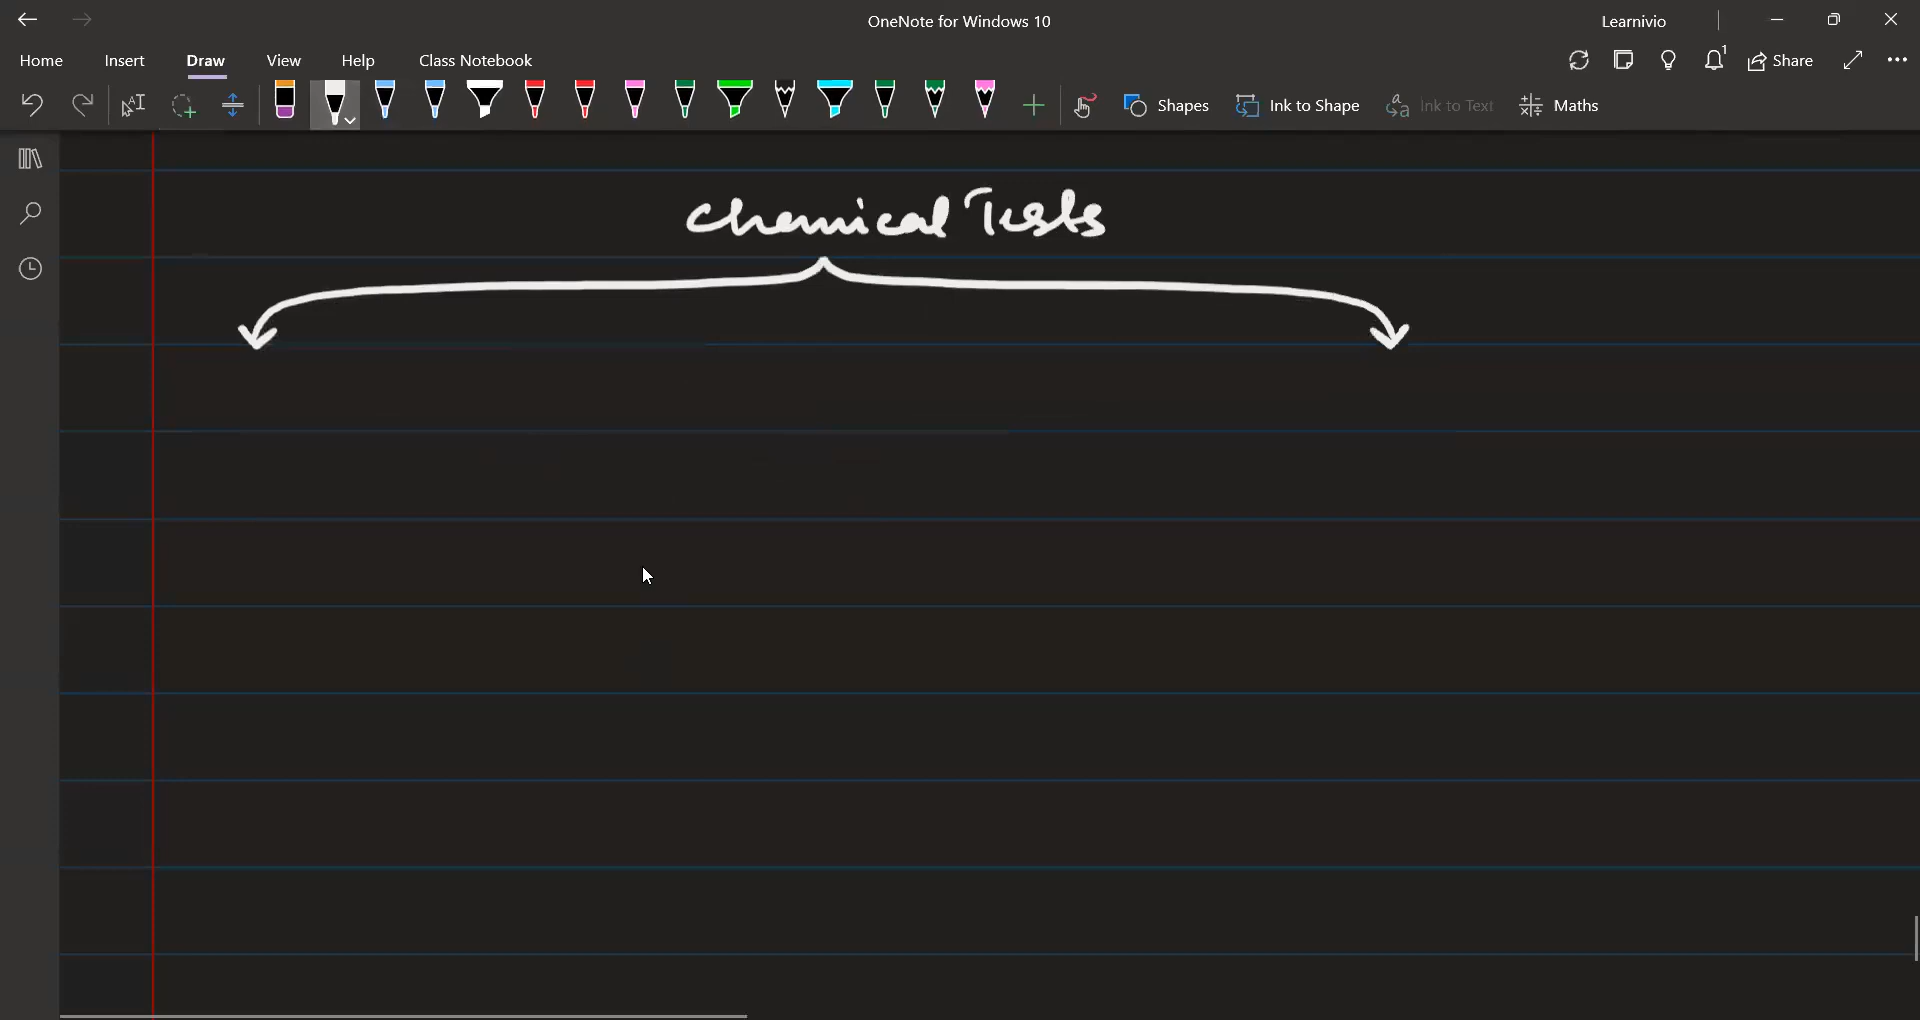 OneNote for Windows 10
Learnivio
Home Insert Draw View Help Class Notebook
Share
Shapes Ink to Shape Ink to Text Maths
Chemical Tests